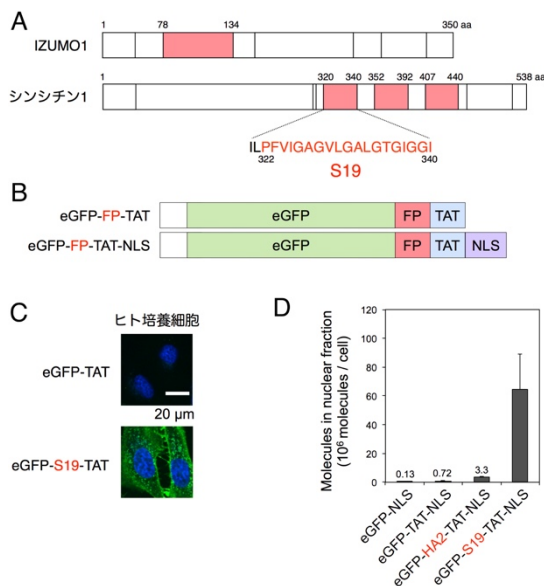 A
1
78
134
350 aa
IZUMO1
1
320
340
352
392
407
440
538 aa
シンシチン1
ILPFVIGAGVLGALGTGIGGI
322
340
S19
B
eGFP-FP-TAT
eGFP
FP
TAT
eGFP-FP-TAT-NLS
eGFP
FP
TAT
NLS
C
ヒト培養細胞
eGFP-TAT
20 μm
eGFP-S19-TAT
D
Molecules in nuclear fraction
(10⁶ molecules / cell)
120
100
80
60
40
20
0
0.13
0.72
3.3
eGFP-NLS
eGFP-TAT-NLS
eGFP-HA2-TAT-NLS
eGFP-S19-TAT-NLS